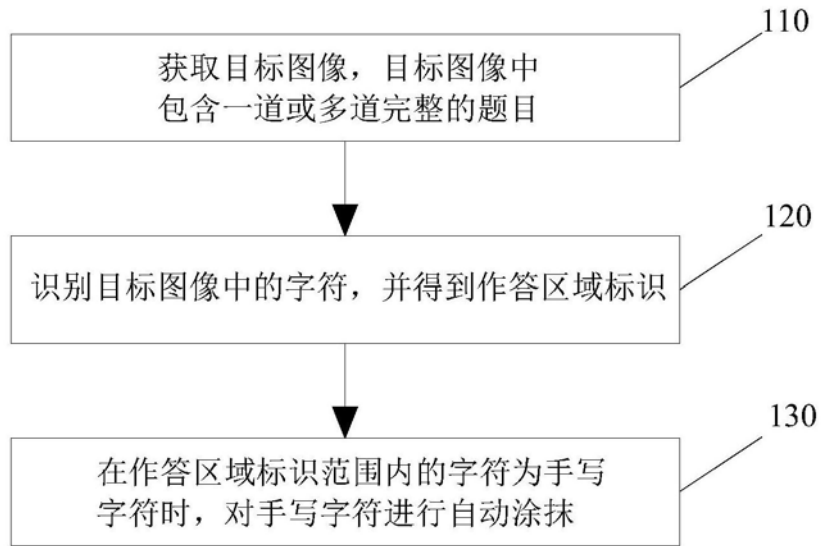 110
获取目标图像，目标图像中
包含一道或多道完整的题目
120
识别目标图像中的字符，并得到作答区域标识
130
在作答区域标识范围内的字符为手写
字符时，对手写字符进行自动涂抹